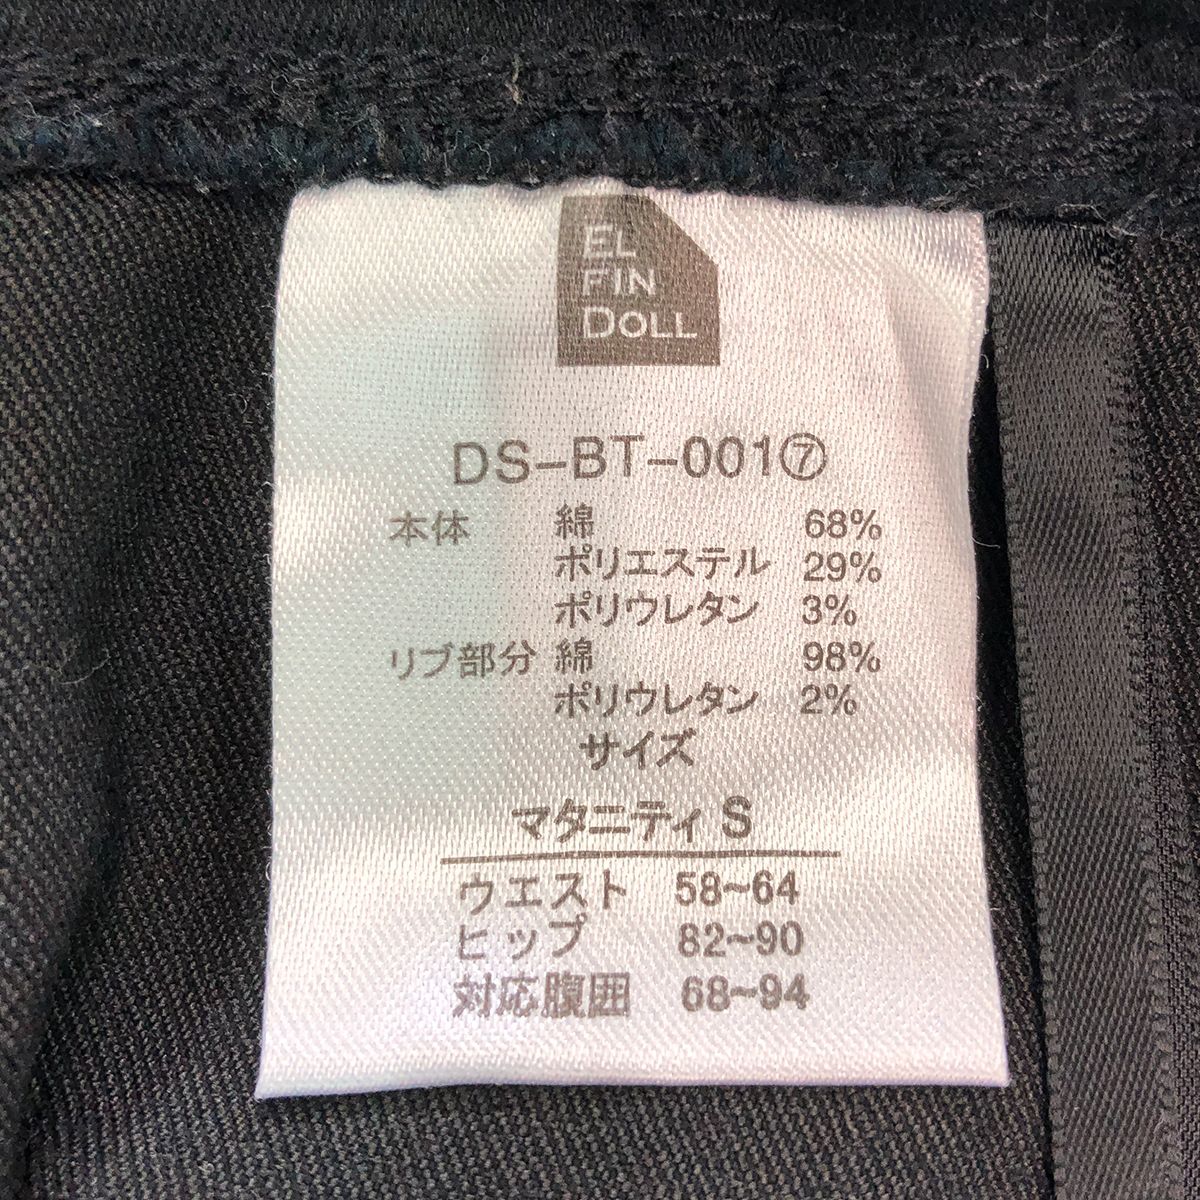 EL
FIN
DOLL
DS-BT-001⑦
本体 綿 68%
ポリエステル 29%
ポリウレタン 3%
リブ部分 綿 98%
ポリウレタン 2%
サイズ
マタニティ S
ウエスト 58~64
ヒップ 82~90
対応腹囲 68~94